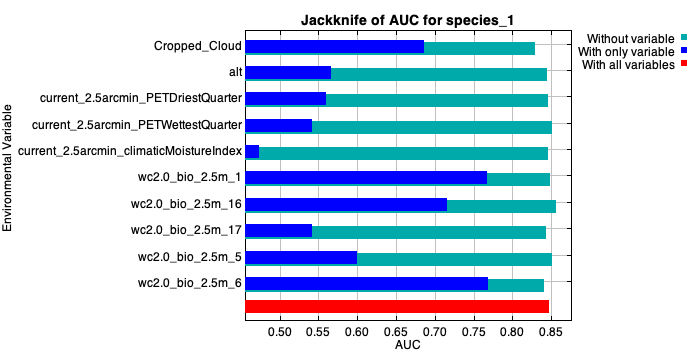 Jackknife of AUC for species_1
Without variable
With only variable
With all variables
Environmental Variable
Cropped_Cloud
alt
current_2.5arcmin_PETDriestQuarter
current_2.5arcmin_PETWettestQuarter
current_2.5arcmin_climaticMoistureIndex
wc2.0_bio_2.5m_1
wc2.0_bio_2.5m_16
wc2.0_bio_2.5m_17
wc2.0_bio_2.5m_5
wc2.0_bio_2.5m_6
0.50 0.55 0.60 0.65 0.70 0.75 0.80 0.85
AUC